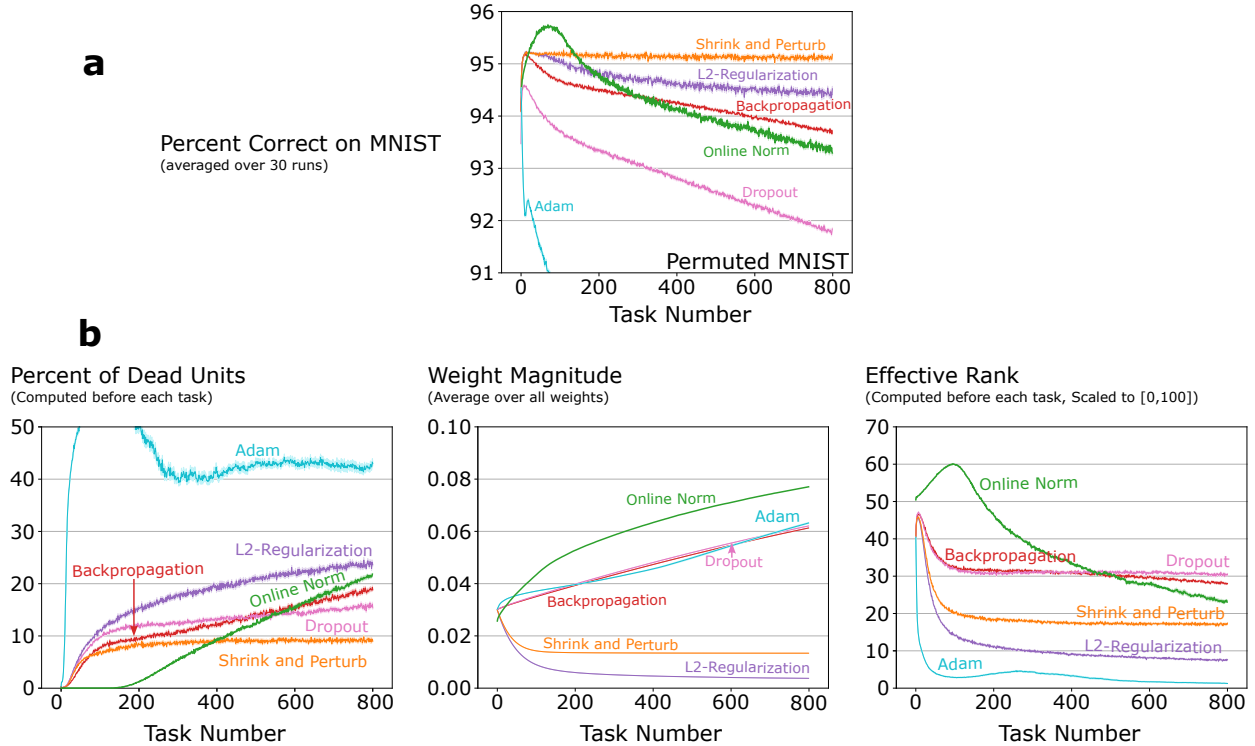 a
Percent Correct on MNIST
(averaged over 30 runs)
96
95
94
93
92
91
Shrink and Perturb
L2-Regularization
Backpropagation
Online Norm
Dropout
Adam
Permuted MNIST
0 200 400 600 800
Task Number
b
Percent of Dead Units
(Computed before each task)
50
40
30
20
10
0
Adam
L2-Regularization
Backpropagation
Online Norm
Dropout
Shrink and Perturb
0 200 400 600 800
Task Number
Weight Magnitude
(Average over all weights)
0.10
0.08
0.06
0.04
0.02
0.00
Online Norm
Adam
Dropout
Backpropagation
Shrink and Perturb
L2-Regularization
0 200 400 600 800
Task Number
Effective Rank
(Computed before each task, Scaled to [0,100])
70
60
50
40
30
20
10
0
Online Norm
Backpropagation
Dropout
Shrink and Perturb
L2-Regularization
Adam
0 200 400 600 800
Task Number